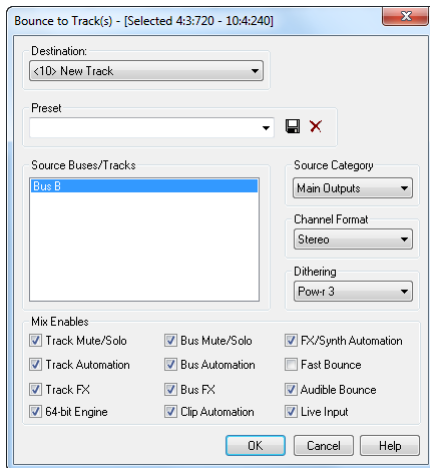 Bounce to Track(s) - [Selected 4:3:720 - 10:4:240]
Destination:
<10> New Track
Preset
Source Buses/Tracks
Bus B
Source Category
Main Outputs
Channel Format
Stereo
Dithering
Pow-r 3
Mix Enables
Track Mute/Solo
Bus Mute/Solo
FX/Synth Automation
Track Automation
Bus Automation
Fast Bounce
Track FX
Bus FX
Audible Bounce
64-bit Engine
Clip Automation
Live Input
OK
Cancel
Help